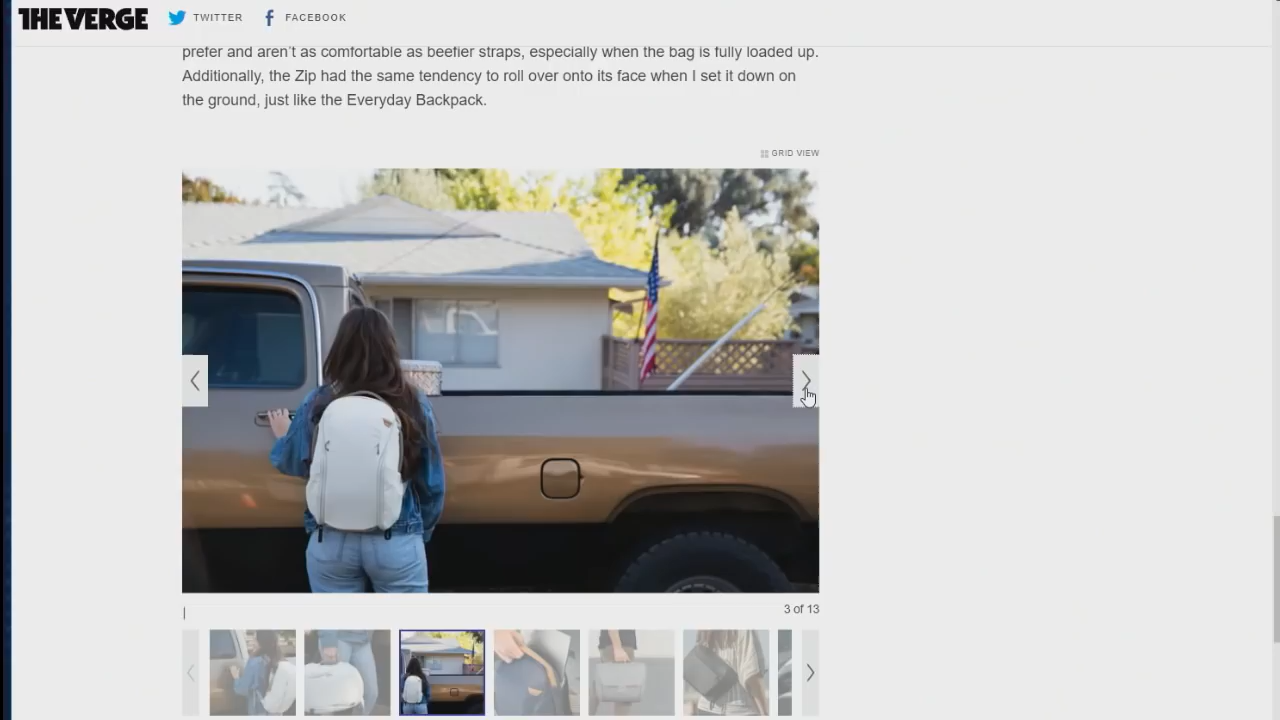 THE VERGE TWITTER FACEBOOK
prefer and aren't as comfortable as beefier straps, especially when the bag is fully loaded up.
Additionally, the Zip had the same tendency to roll over onto its face when I set it down on
the ground, just like the Everyday Backpack.
GRID VIEW
3 of 13